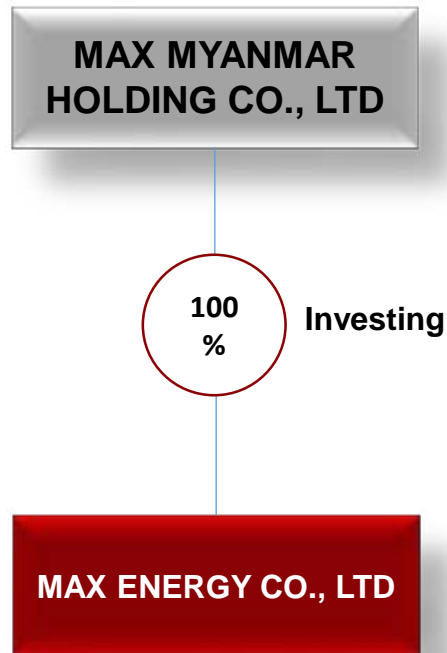 MAX MYANMAR
HOLDING CO., LTD
100
%
Investing
MAX ENERGY CO., LTD